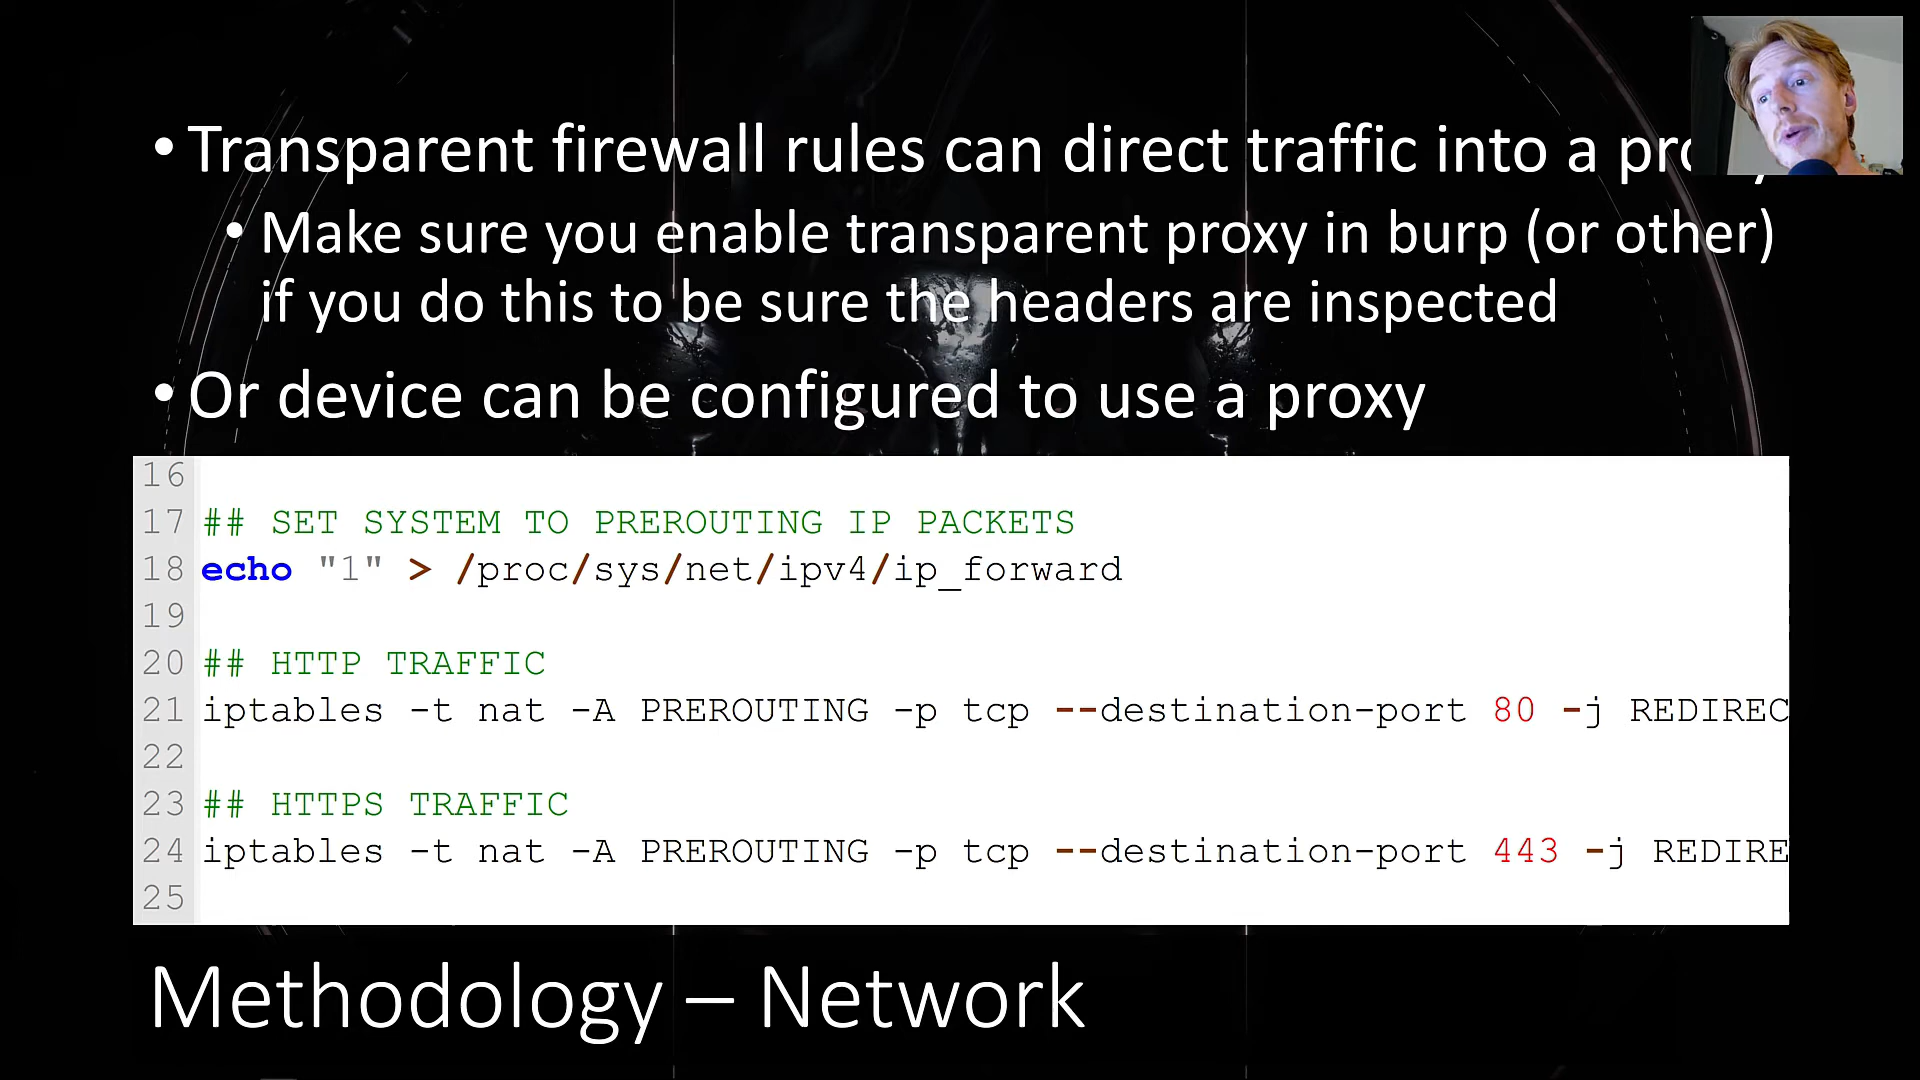 • Transparent firewall rules can direct traffic into a
• Make sure you enable transparent proxy in burp (or other)
if you do this to be sure the headers are inspected
• Or device can be configured to use a proxy
16
17 ## SET SYSTEM TO PREROUTING IP PACKETS
18 echo "1" > /proc/sys/net/ipv4/ip_forward
19
20 ## HTTP TRAFFIC
21 iptables -t nat -A PREROUTING -p tcp --destination-port 80 -j REDIREC
22
23 ## HTTPS TRAFFIC
24 iptables -t nat -A PREROUTING -p tcp --destination-port 443 -j REDIRE
25
Methodology – Network